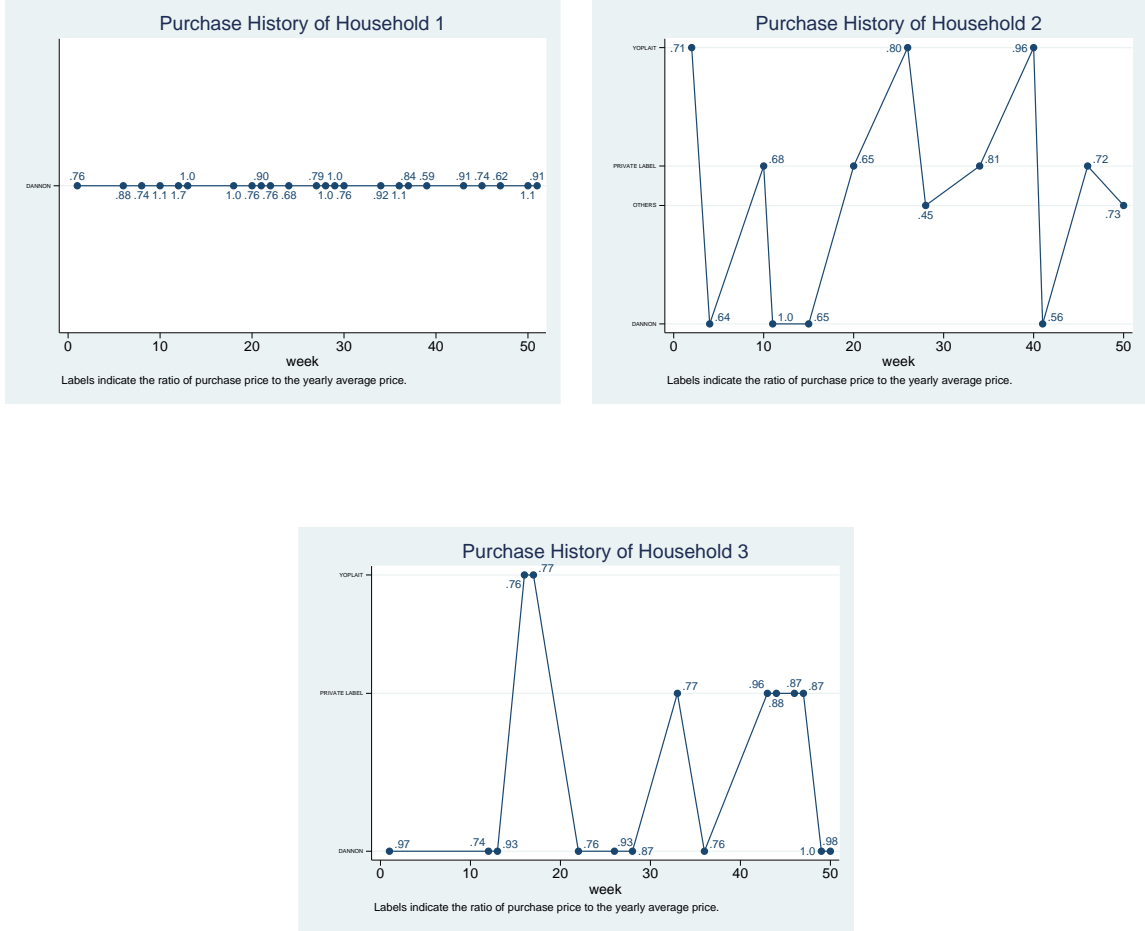 Purchase History of Household 1
.76 1.0 .90 .79 1.0 .84 .59 .91 .74 .62 .91
DANNON
.88 .74 1.1 1.7 1.0 .76 .76 .68 1.0 .76 .92 1.1 1.1
0 10 20 30 40 50
week
Labels indicate the ratio of purchase price to the yearly average price.
Purchase History of Household 2
YOPLAIT .71 .80 .96
PRIVATE LABEL .68 .65 .81 .72
OTHERS .45 .73
DANNON .64 1.0 .65 .56
0 10 20 30 40 50
week
Labels indicate the ratio of purchase price to the yearly average price.
Purchase History of Household 3
YOPLAIT .76 .77
PRIVATE LABEL .77 .96 .88 .87 .87
DANNON .97 .74 .93 .76 .93 .87 .76 1.0 .98
0 10 20 30 40 50
week
Labels indicate the ratio of purchase price to the yearly average price.